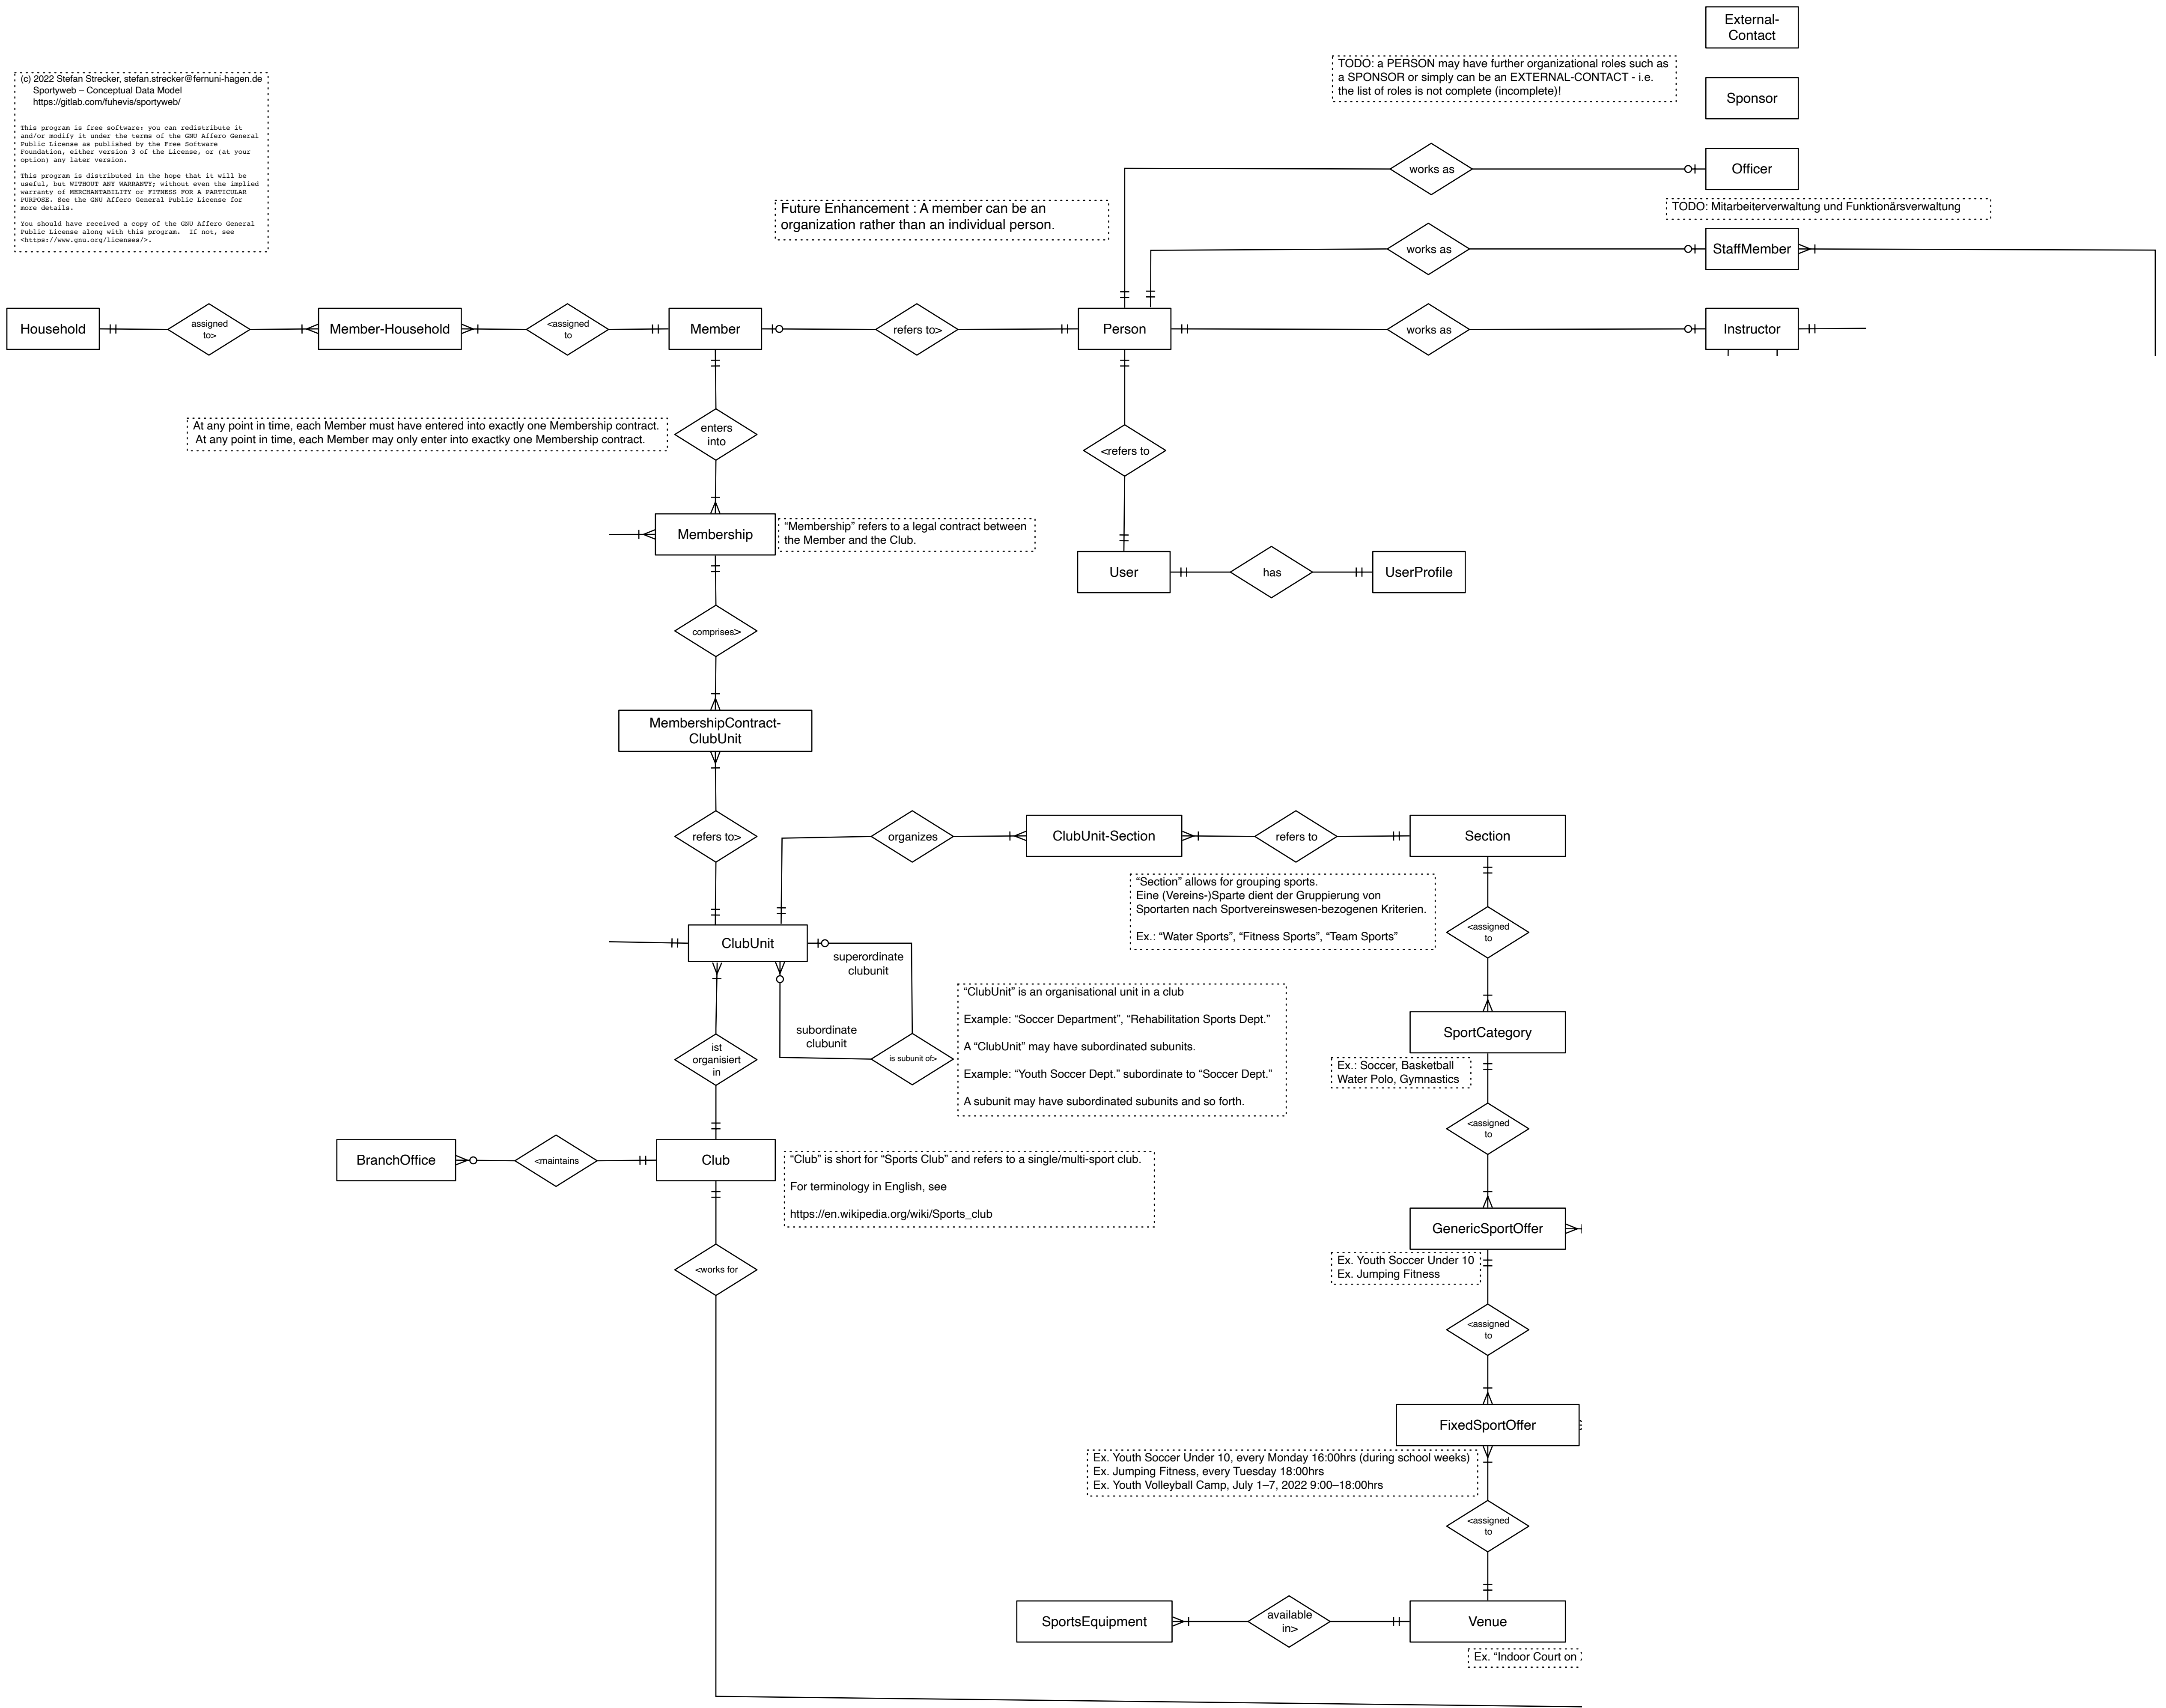 External-
Contact
(c) 2022 Stefan Strecker, stefan.strecker@fernuni-hagen.de
Sportyweb – Conceptual Data Model
https://gitlab.com/fuhevis/sportyweb/
This program is free software: you can redistribute it
and/or modify it under the terms of the GNU Affero General
Public License as published by the Free Software
Foundation, either version 3 of the License, or (at your
option) any later version.
This program is distributed in the hope that it will be
useful, but WITHOUT ANY WARRANTY; without even the implied
warranty of MERCHANTABILITY or FITNESS FOR A PARTICULAR
PURPOSE. See the GNU Affero General Public License for
more details.
You should have received a copy of the GNU Affero General
Public License along with this program.  If not, see
<https://www.gnu.org/licenses/>.
TODO: a PERSON may have further organizational roles such as
a SPONSOR or simply can be an EXTERNAL-CONTACT - i.e.
the list of roles is not complete (incomplete)!
Sponsor
works as
Officer
Future Enhancement : A member can be an
organization rather than an individual person.
TODO: Mitarbeiterverwaltung und Funktionärsverwaltung
works as
StaffMember
Household
assigned
to>
Member-Household
<assigned
to
Member
refers to>
Person
works as
Instructor
At any point in time, each Member must have entered into exactly one Membership contract.
At any point in time, each Member may only enter into exactky one Membership contract.
enters
into
<refers to
Membership
“Membership” refers to a legal contract between
the Member and the Club.
User
has
UserProfile
comprises>
MembershipContract-
ClubUnit
refers to>
organizes
ClubUnit-Section
refers to
Section
“Section” allows for grouping sports.
Eine (Vereins-)Sparte dient der Gruppierung von
Sportarten nach Sportvereinswesen-bezogenen Kriterien.
Ex.: “Water Sports”, “Fitness Sports”, “Team Sports”
<assigned
to
ClubUnit
superordinate
clubunit
subordinate
clubunit
is subunit of>
“ClubUnit” is an organisational unit in a club
Example: “Soccer Department”, “Rehabilitation Sports Dept.”
A “ClubUnit” may have subordinated subunits.
Example: “Youth Soccer Dept.” subordinate to “Soccer Dept.”
A subunit may have subordinated subunits and so forth.
SportCategory
Ex.: Soccer, Basketball
Water Polo, Gymnastics
ist
organisiert
in
<assigned
to
BranchOffice
<maintains
Club
“Club” is short for “Sports Club” and refers to a single/multi-sport club.
For terminology in English, see
https://en.wikipedia.org/wiki/Sports_club
GenericSportOffer
Ex. Youth Soccer Under 10
Ex. Jumping Fitness
<works for
<assigned
to
FixedSportOffer
Ex. Youth Soccer Under 10, every Monday 16:00hrs (during school weeks)
Ex. Jumping Fitness, every Tuesday 18:00hrs
Ex. Youth Volleyball Camp, July 1–7, 2022 9:00–18:00hrs
<assigned
to
SportsEquipment
available
in>
Venue
Ex. “Indoor Court on